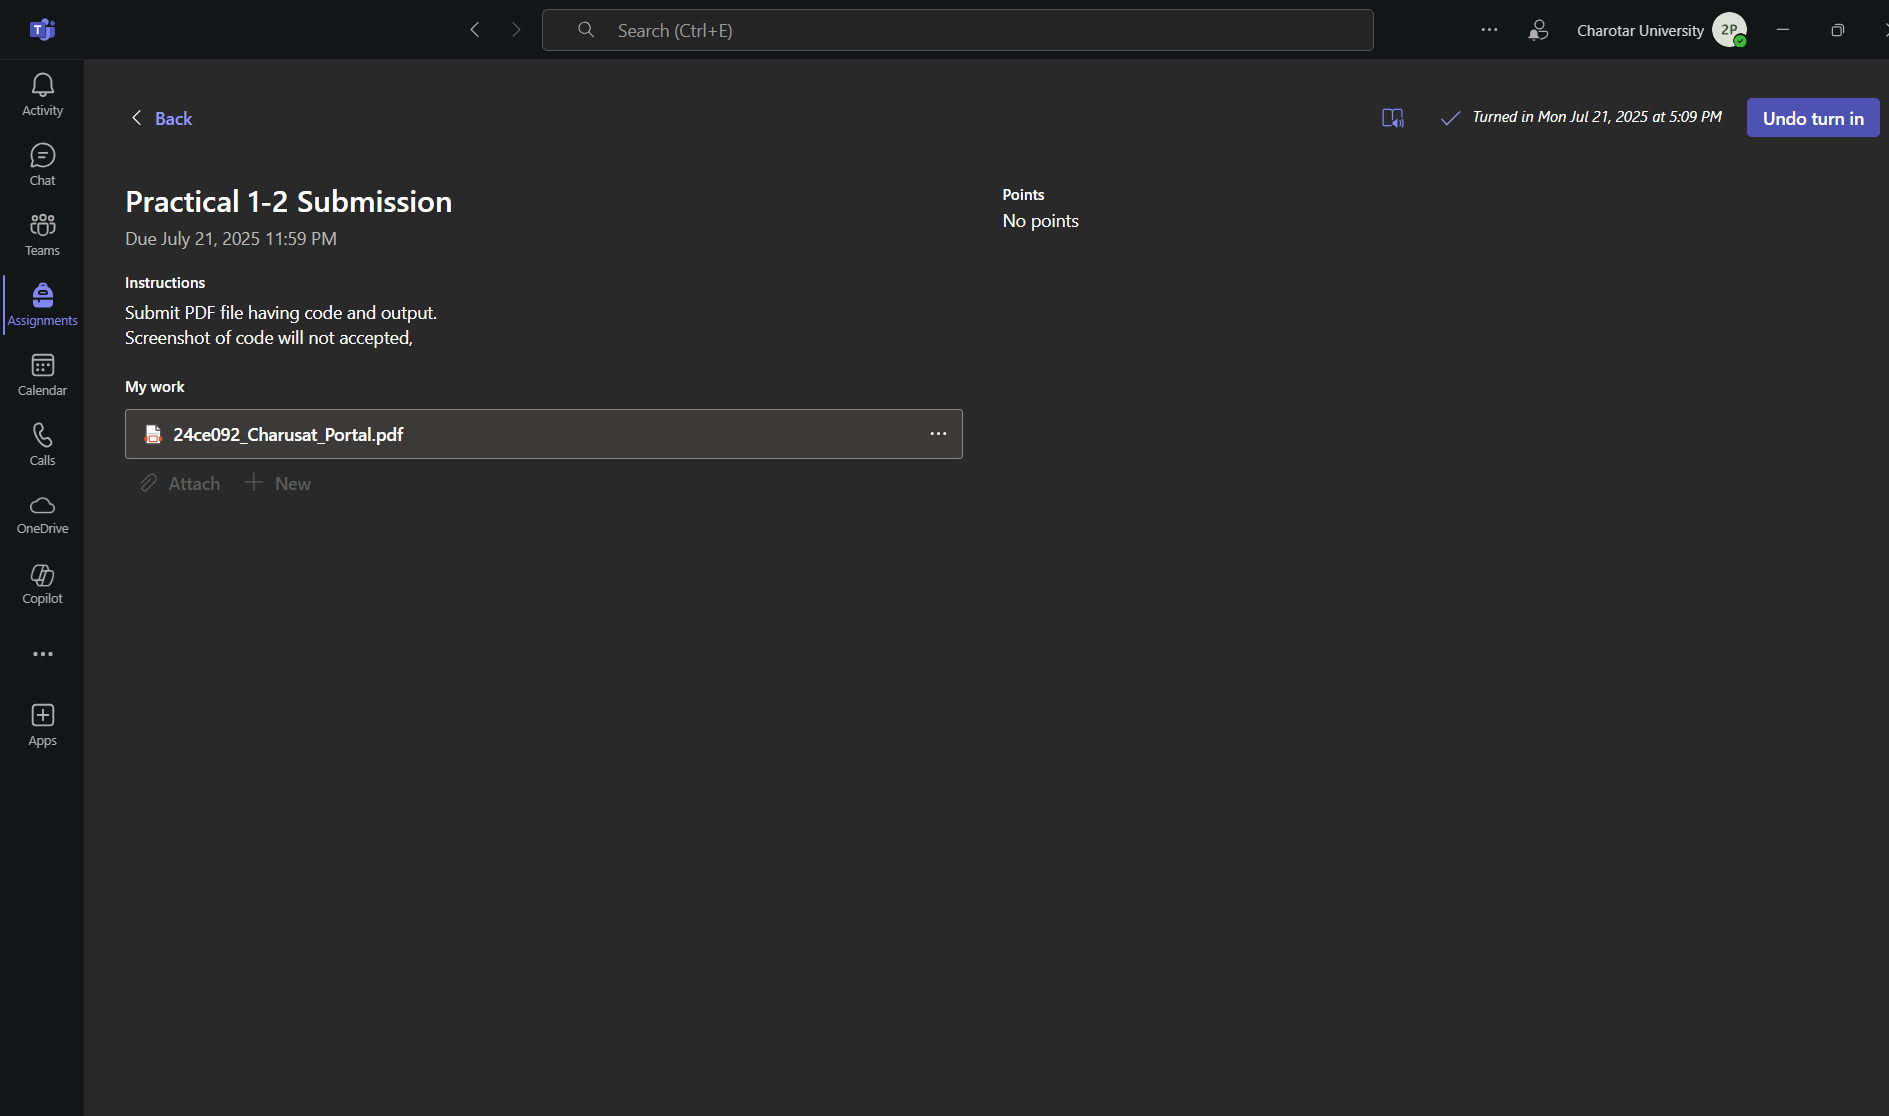 Search (Ctrl+E)
Charotar University
2P
Activity
Chat
Teams
Assignments
Calendar
Calls
OneDrive
Copilot
Apps
Back
Turned in Mon Jul 21, 2025 at 5:09 PM
Undo turn in
Practical 1-2 Submission
Due July 21, 2025 11:59 PM
Points
No points
Instructions
Submit PDF file having code and output.
Screenshot of code will not accepted,
My work
24ce092_Charusat_Portal.pdf
Attach
New